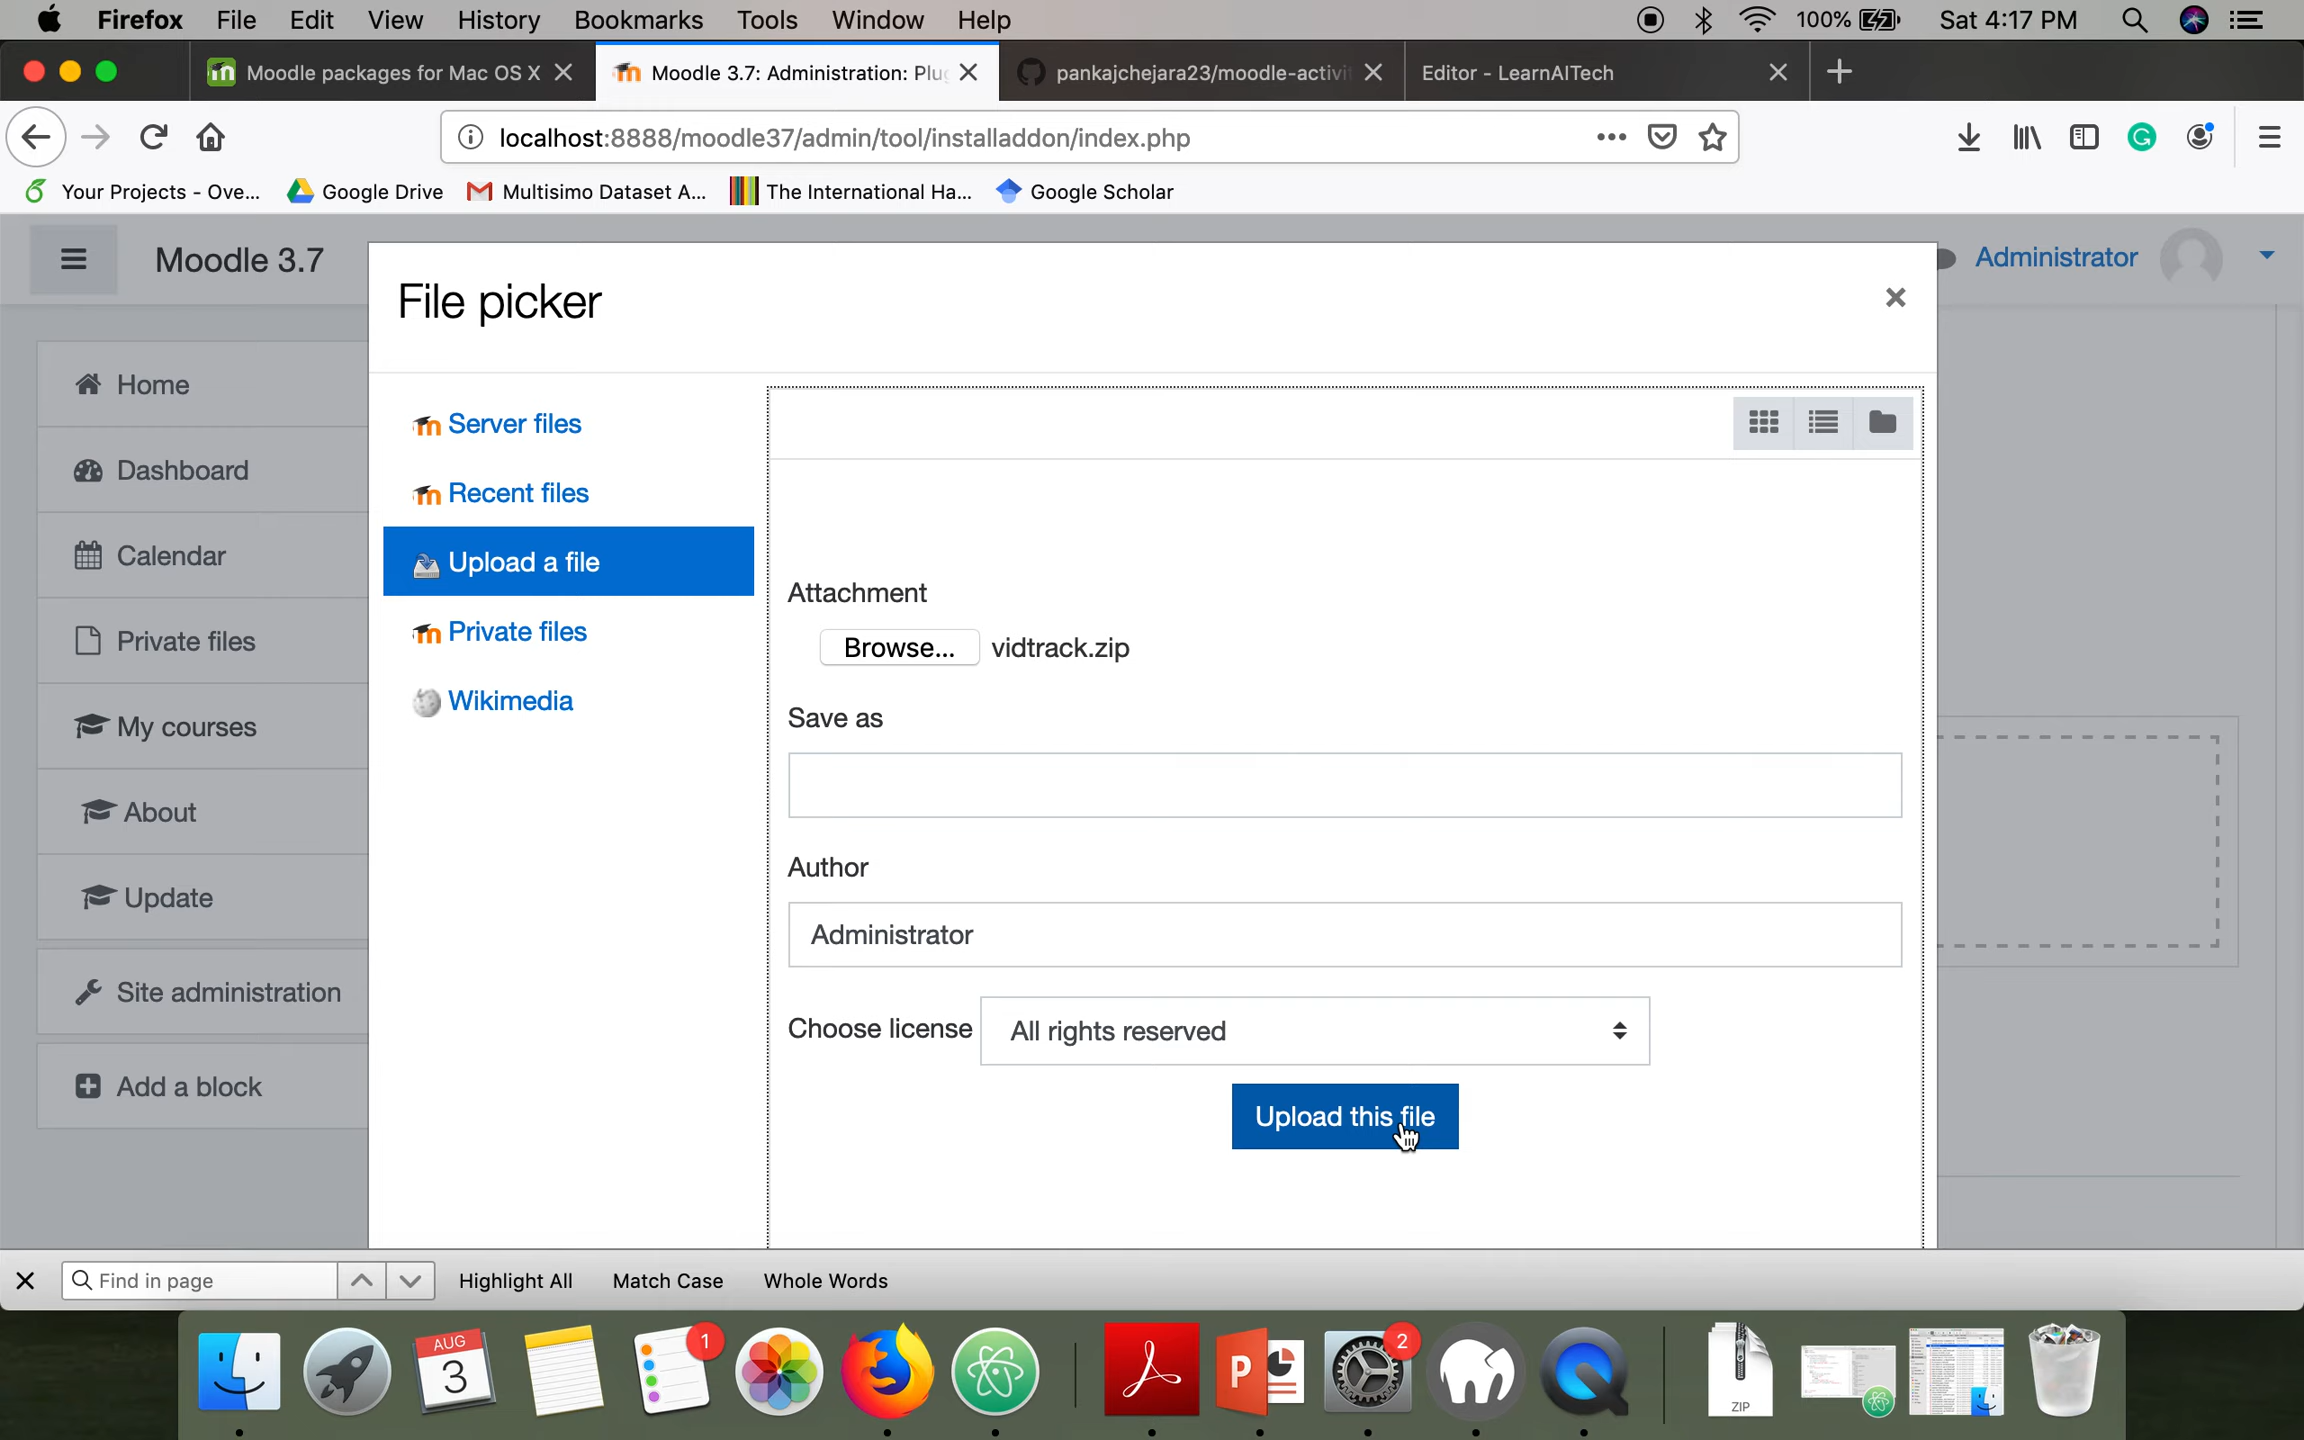 Firefox File Edit View History Bookmarks Tools Window Help 100% Sat 4:17 PM
Moodle packages for Mac OS X Moodle 3.7: Administration: Plu pankajchejara23/moodle-activi Editor - LearnAITech
localhost:8888/moodle37/admin/tool/installaddon/index.php
Your Projects - Ove... Google Drive Multisimo Dataset A... The International Ha... Google Scholar
Moodle 3.7 Administrator
File picker
Home
Dashboard
Calendar
Private files
My courses
About
Update
Site administration
Add a block
Server files
Recent files
Upload a file
Private files
Wikimedia
Attachment
Browse... vidtrack.zip
Save as
Author
Administrator
Choose license All rights reserved
Upload this file
Find in page Highlight All Match Case Whole Words
AUG
3
1
P
2
ZIP